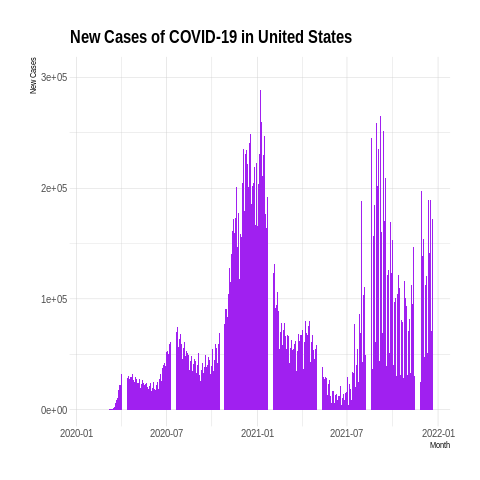 New Cases of COVID-19 in United States
New Cases
3e+05
2e+05
1e+05
0e+00
2020-01 2020-07 2021-01 2021-07 2022-01
Month